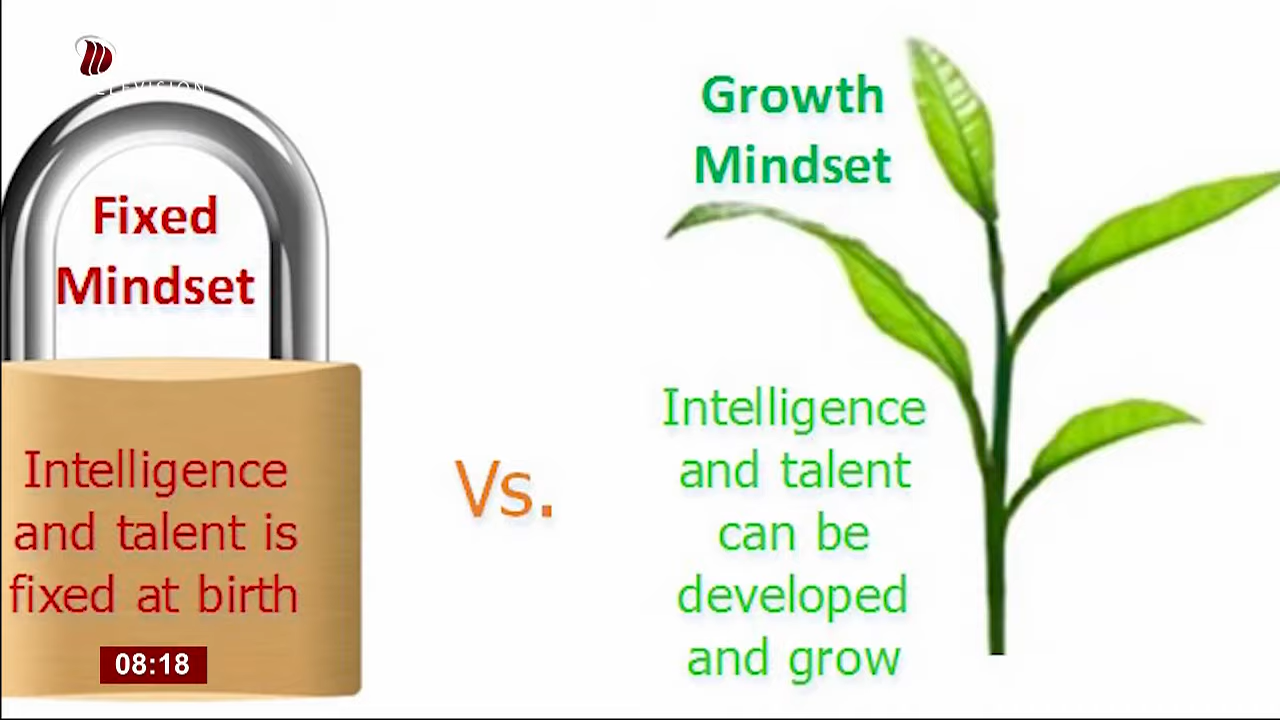 Fixed
Mindset
Intelligence
and talent is
fixed at birth
08:18
Vs.
Growth
Mindset
Intelligence
and talent
can be
developed
and grow